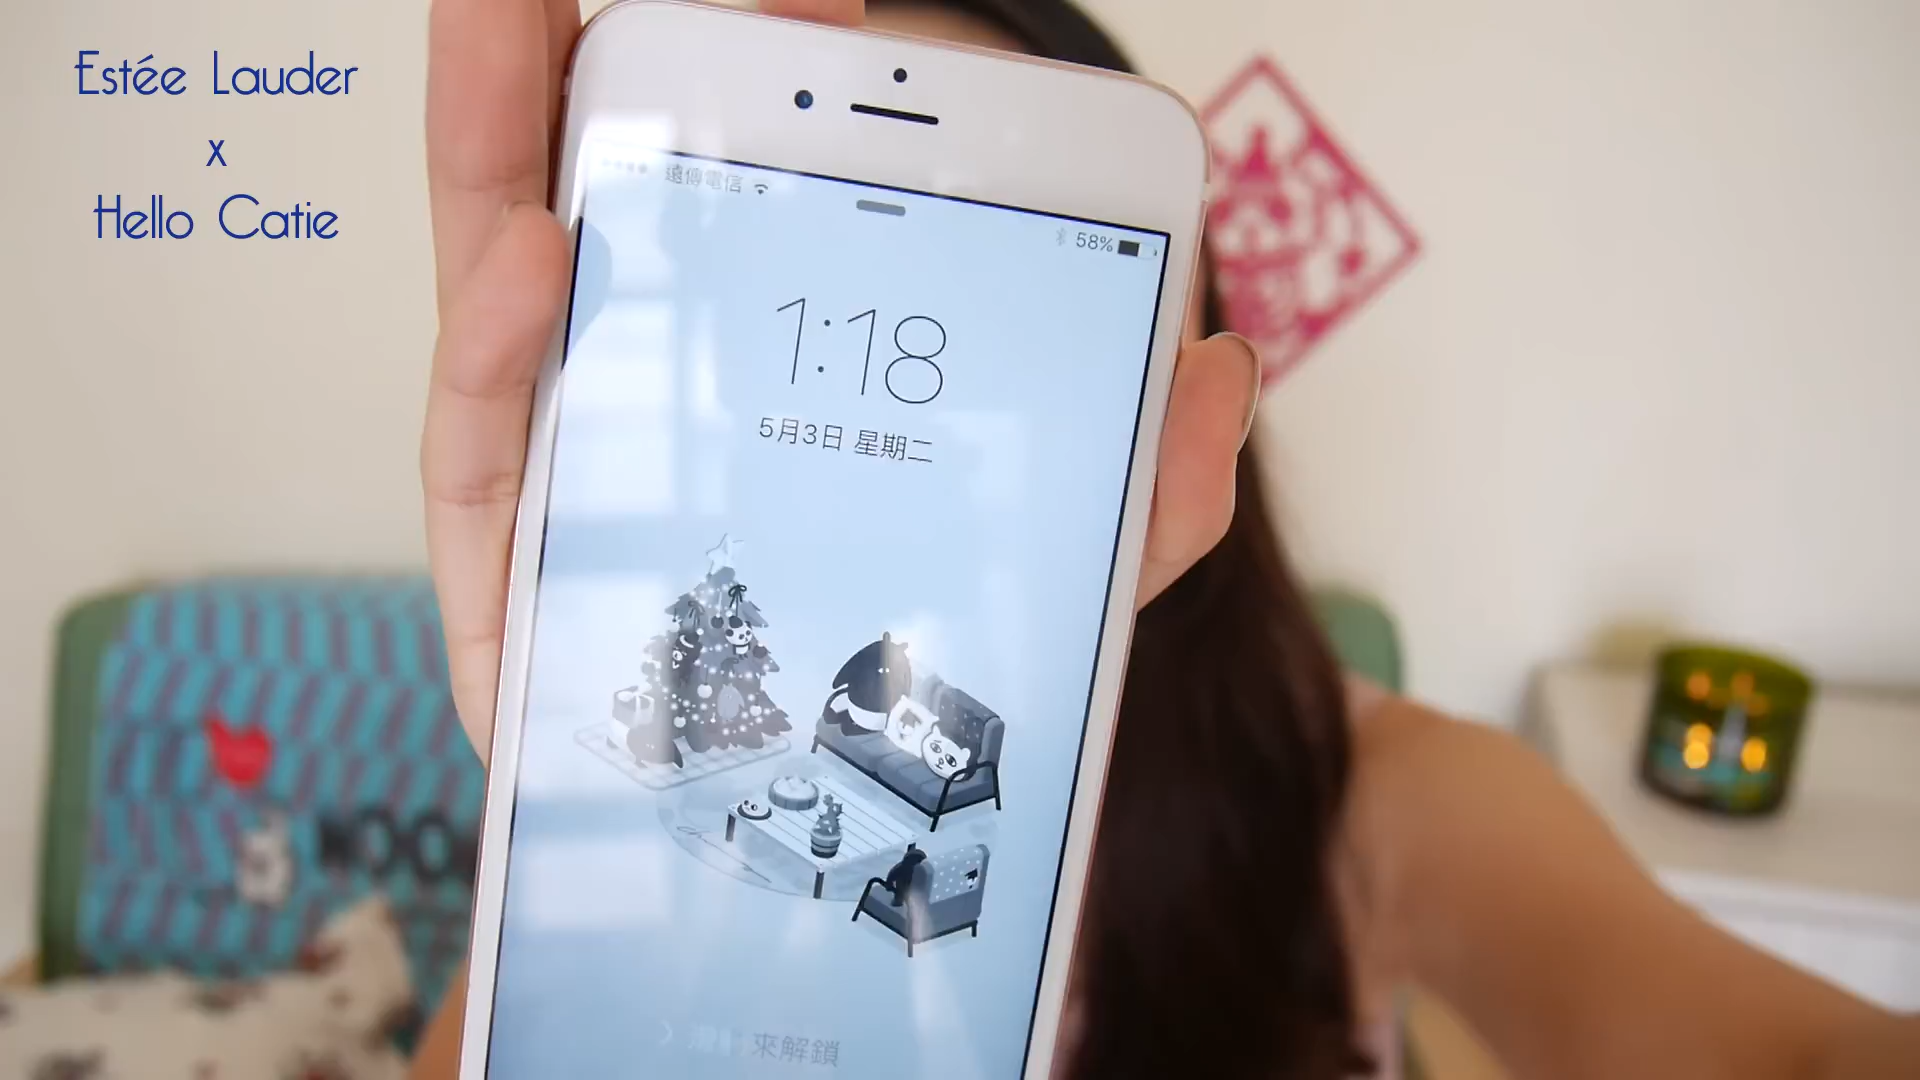 Estée Lauder
x
Hello Catie
遠傳電信
58%
1:18
5月3日 星期二
來解鎖